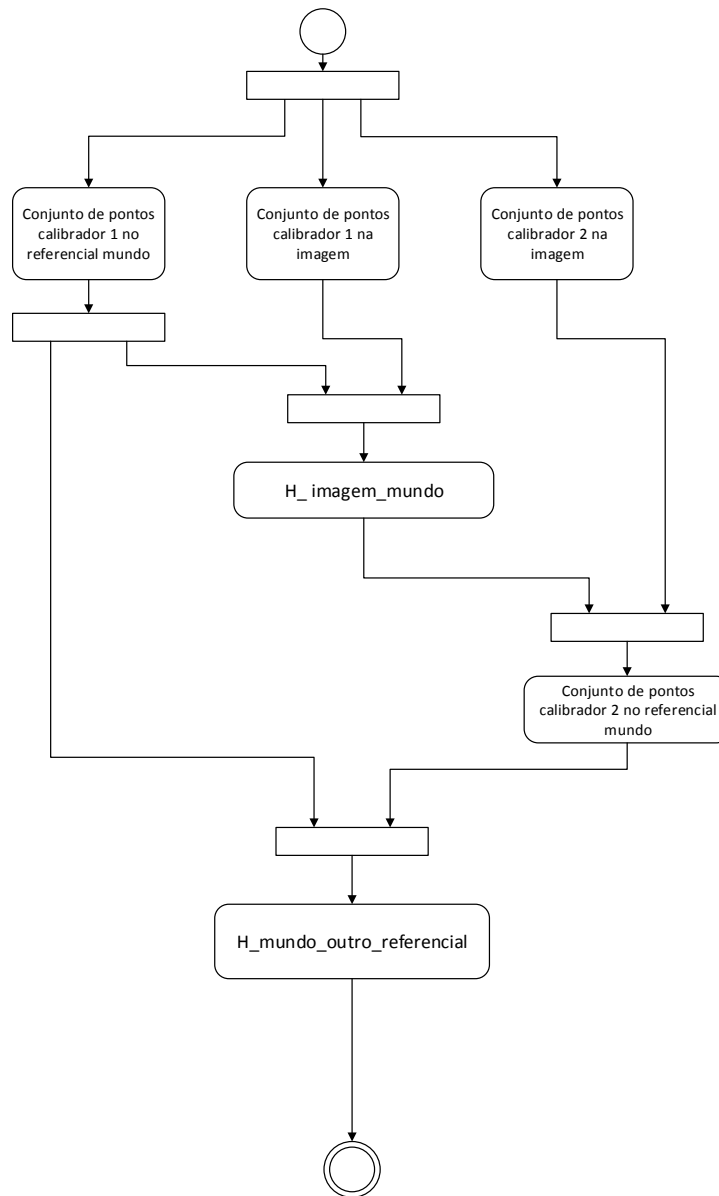 Conjunto de pontos
calibrador 1 no
referencial mundo
Conjunto de pontos
calibrador 1 na
imagem
Conjunto de pontos
calibrador 2 na
imagem
H_ imagem_mundo
Conjunto de pontos
calibrador 2 no referencial
mundo
H_mundo_outro_referencial